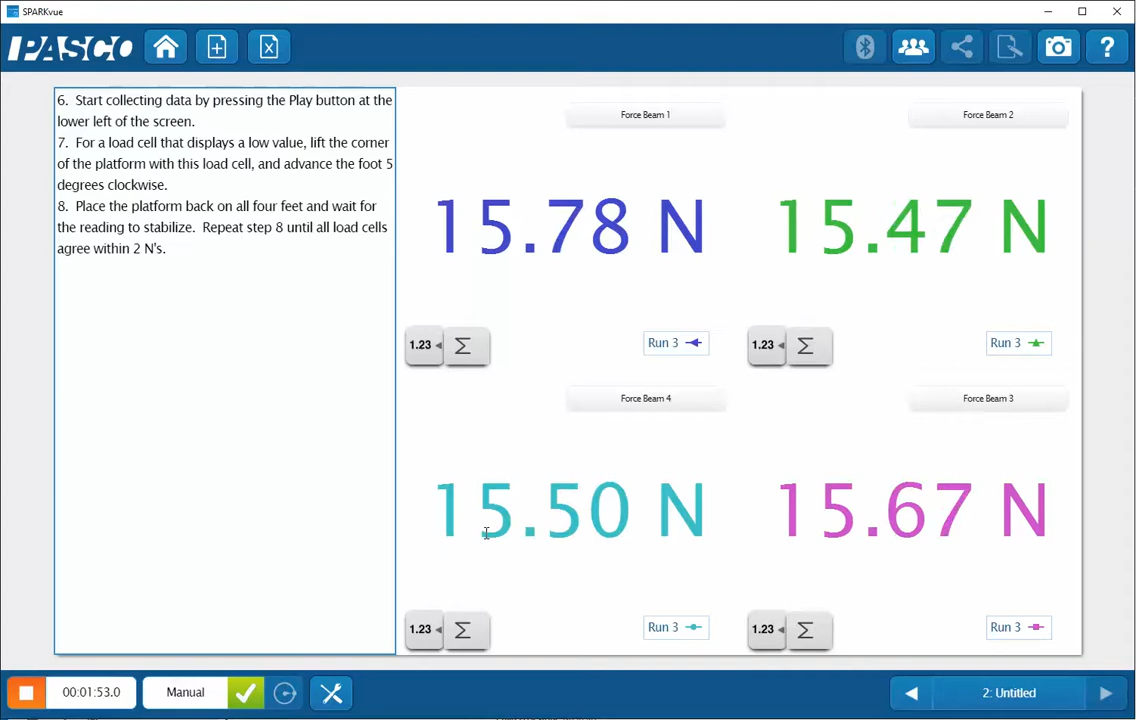 SPARKvue
PASCO
6. Start collecting data by pressing the Play button at the
lower left of the screen.
7. For a load cell that displays a low value, lift the corner
of the platform with this load cell, and advance the foot 5
degrees clockwise.
8. Place the platform back on all four feet and wait for
the reading to stabilize. Repeat step 8 until all load cells
agree within 2 N's.
Force Beam 1
15.78 N
1.23
Σ
Run 3
Force Beam 2
15.47 N
1.23
Σ
Run 3
Force Beam 4
15.50 N
1.23
Σ
Run 3
Force Beam 3
15.67 N
1.23
Σ
Run 3
00:01:53.0
Manual
2: Untitled